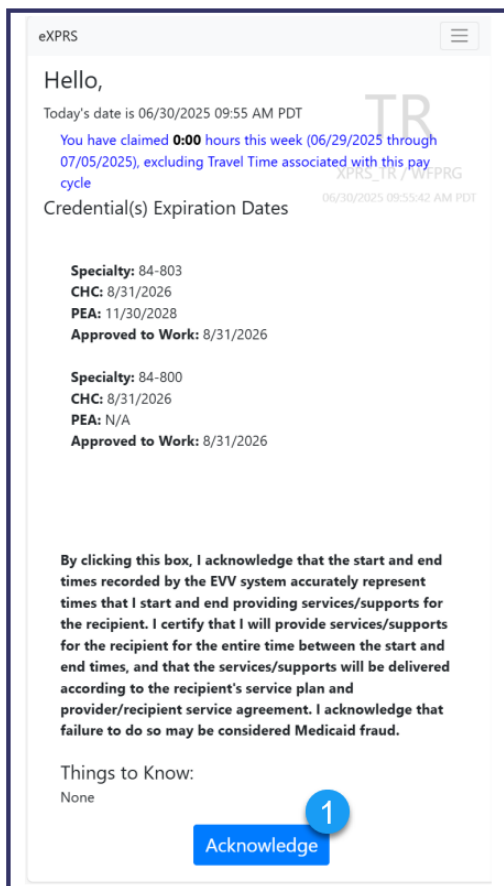 eXPRS
Hello,
TR
Today's date is 06/30/2025 09:55 AM PDT
You have claimed 0:00 hours this week (06/29/2025 through
07/05/2025), excluding Travel Time associated with this pay
cycle
XPRS_TR / WFPRG
06/30/2025 09:55:42 AM PDT
Credential(s) Expiration Dates
Specialty: 84-803
CHC: 8/31/2026
PEA: 11/30/2028
Approved to Work: 8/31/2026
Specialty: 84-800
CHC: 8/31/2026
PEA: N/A
Approved to Work: 8/31/2026
By clicking this box, I acknowledge that the start and end
times recorded by the EVV system accurately represent
times that I start and end providing services/supports for
the recipient. I certify that I will provide services/supports
for the recipient for the entire time between the start and
end times, and that the services/supports will be delivered
according to the recipient's service plan and
provider/recipient service agreement. I acknowledge that
failure to do so may be considered Medicaid fraud.
Things to Know:
None
1
Acknowledge